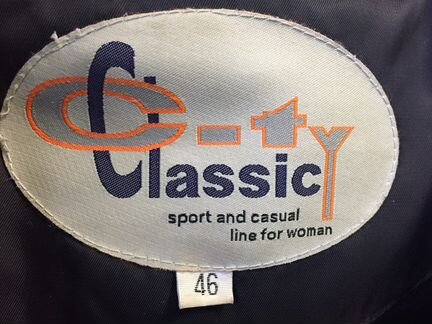 C-ty
Classic
sport and casual
line for woman
46